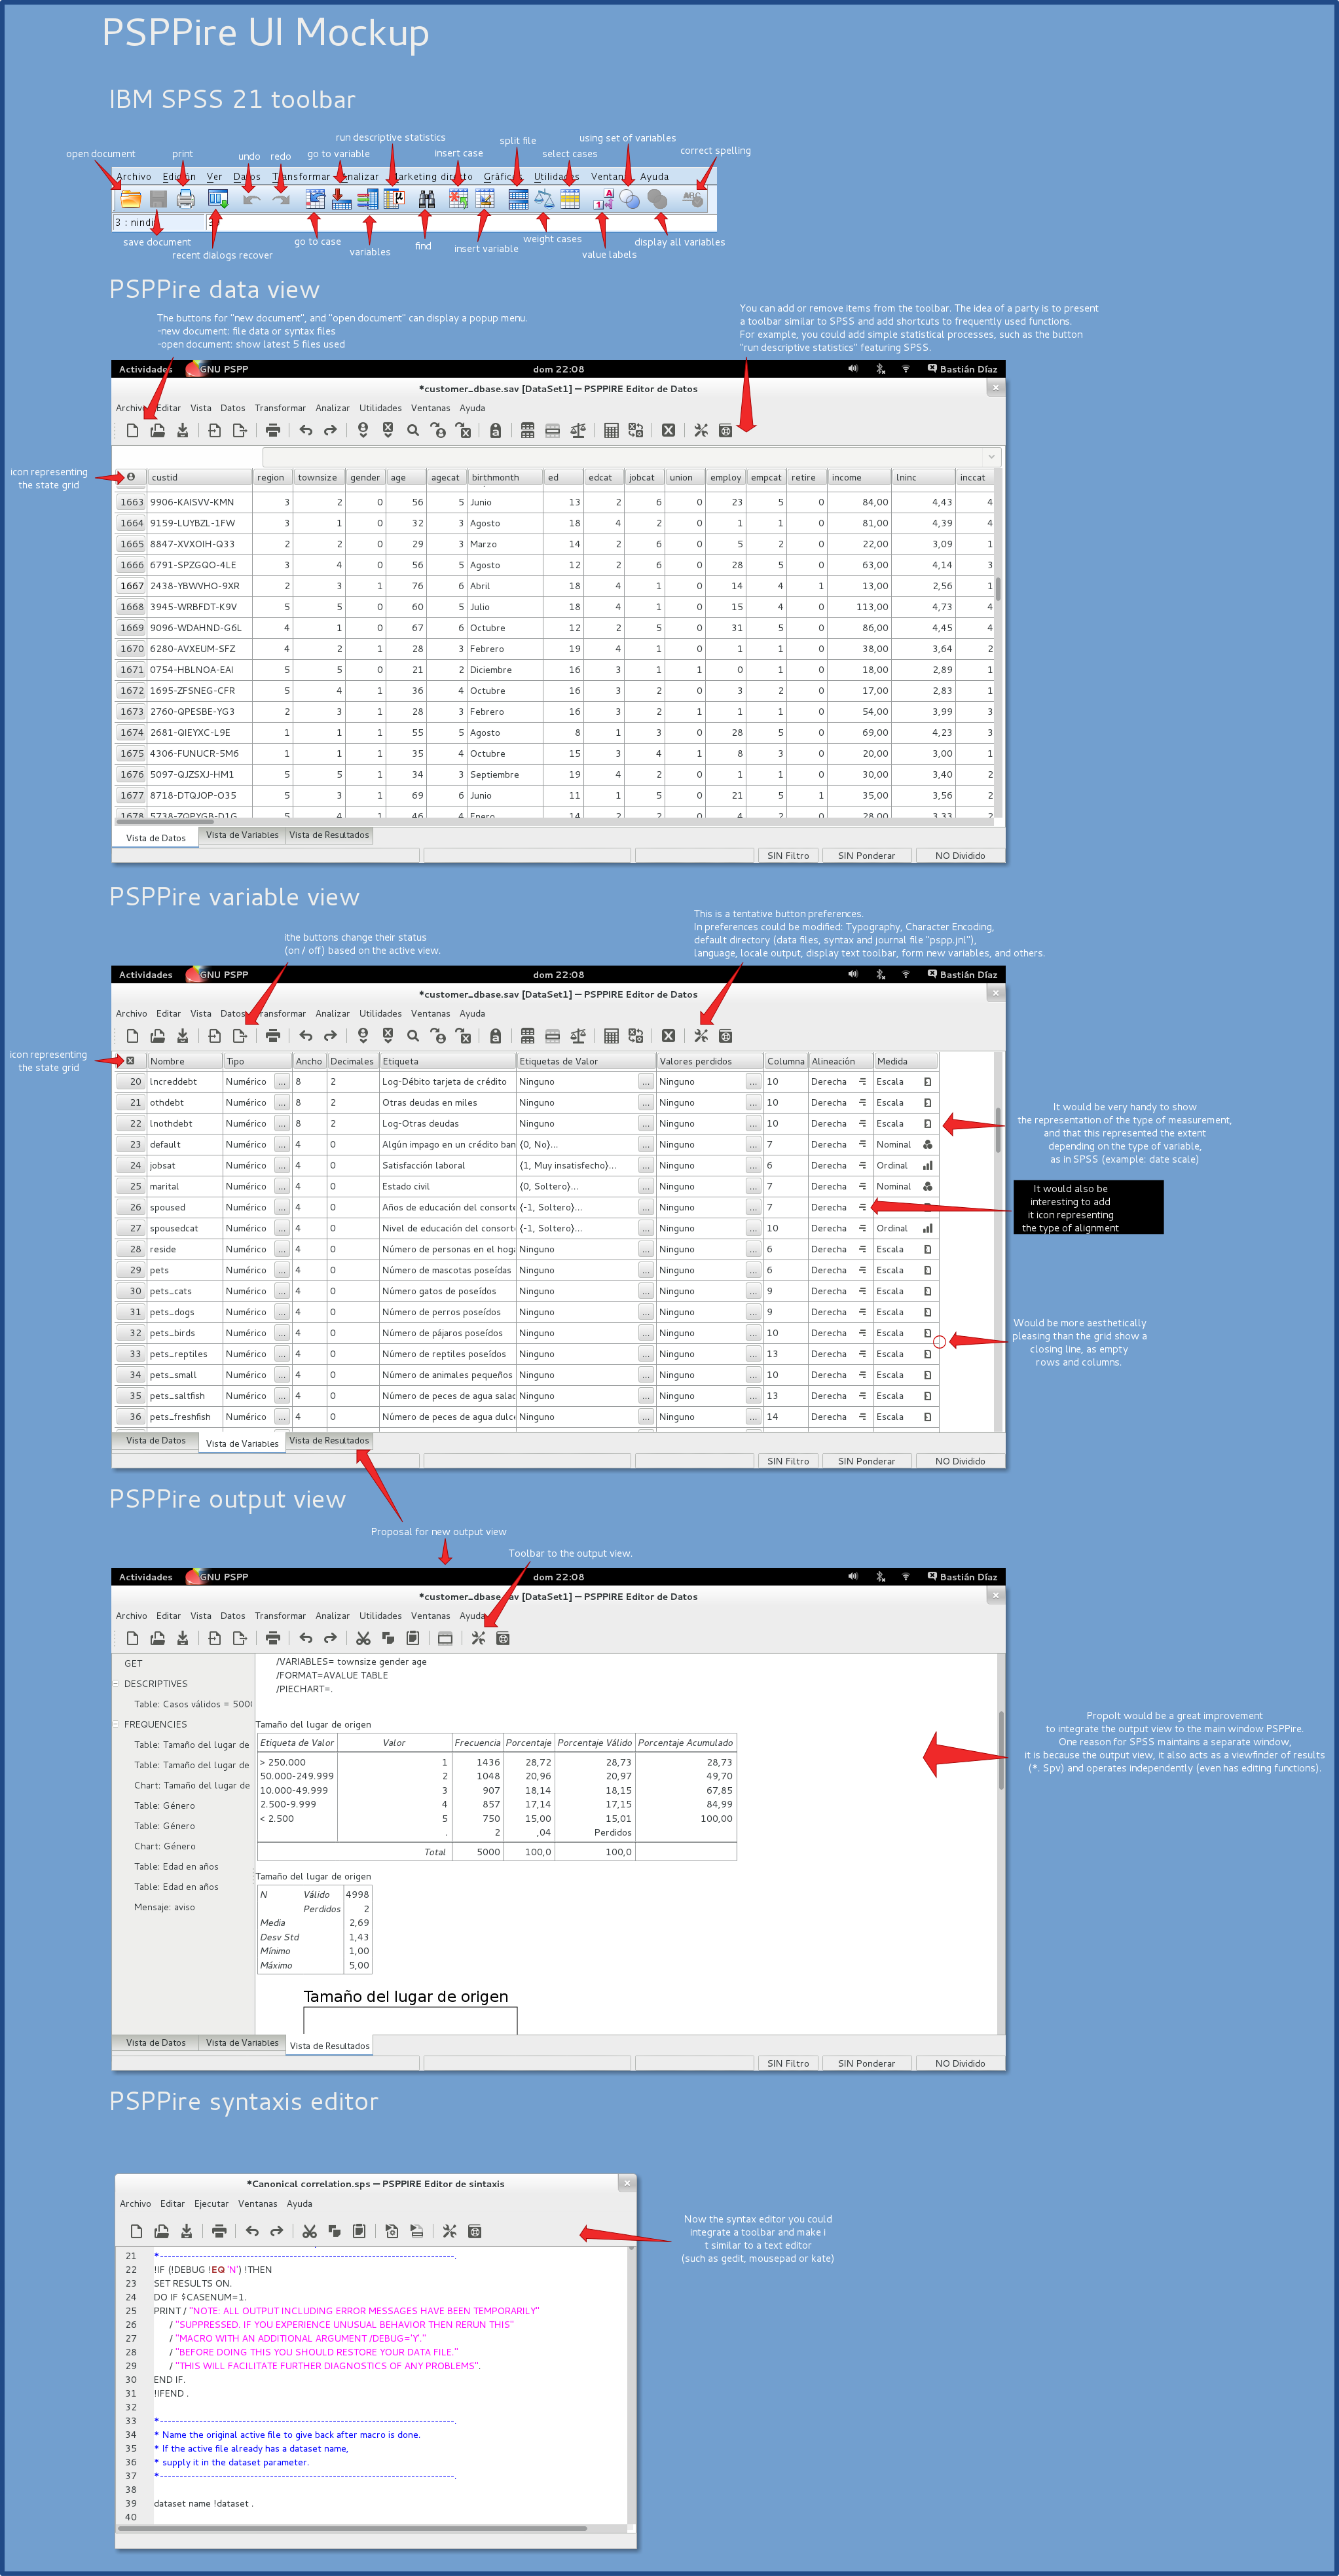 PSPPire UI Mockup
IBM SPSS 21 toolbar
run descriptive statistics
using set of variables
split file
open document
print
undo
redo
go to variable
insert case
select cases
correct spelling
Archivo Edición Ver Datos Transformar Analizar Marketing directo Gráficos Utilidades Ventana Ayuda
3 : nindi
save document
recent dialogs recover
go to case
variables
find
insert variable
weight cases
value labels
display all variables
PSPPire data view
The buttons for "new document", and "open document" can display a popup menu.
-new document: file data or syntax files
-open document: show latest 5 files used
You can add or remove items from the toolbar. The idea of a party is to present
a toolbar similar to SPSS and add shortcuts to frequently used functions.
For example, you could add simple statistical processes, such as the button
"run descriptive statistics" featuring SPSS.
Actividades GNU PSPP dom 22:08 Bastián Díaz
*customer_dbase.sav [DataSet1] — PSPPIRE Editor de Datos
Archivo Editar Vista Datos Transformar Analizar Utilidades Ventanas Ayuda
icon representing
the state grid
custid region townsize gender age agecat birthmonth ed edcat jobcat union employ empcat retire income lninc inccat
1663 9906-KAISVV-KMN 3 2 0 56 5 Junio 13 2 6 0 23 5 0 84,00 4,43 4
1664 9159-LUYBZL-1FW 3 1 0 32 3 Agosto 18 4 2 0 1 1 0 81,00 4,39 4
1665 8847-XVXOIH-Q33 2 2 0 29 3 Marzo 14 2 6 0 5 2 0 22,00 3,09 1
1666 6791-SPZGQO-4LE 3 4 0 56 5 Agosto 12 2 6 0 28 5 0 63,00 4,14 3
1667 2438-YBWVHO-9XR 2 3 1 76 6 Abril 18 4 1 0 14 4 1 13,00 2,56 1
1668 3945-WRBFDT-K9V 5 5 0 60 5 Julio 18 4 1 0 15 4 0 113,00 4,73 4
1669 9096-WDAHND-G6L 4 1 0 67 6 Octubre 12 2 5 0 31 5 0 86,00 4,45 4
1670 6280-AVXEUM-SFZ 4 2 1 28 3 Febrero 19 4 1 0 1 1 0 38,00 3,64 2
1671 0754-HBLNOA-EAI 5 5 0 21 2 Diciembre 16 3 1 1 0 1 0 18,00 2,89 1
1672 1695-ZFSNEG-CFR 5 4 1 36 4 Octubre 16 3 2 0 3 2 0 17,00 2,83 1
1673 2760-QPESBE-YG3 2 3 1 28 3 Febrero 16 3 2 1 1 1 0 54,00 3,99 3
1674 2681-QIEYXC-L9E 1 1 1 55 5 Agosto 8 1 3 0 28 5 0 69,00 4,23 3
1675 4306-FUNUCR-5M6 1 1 1 35 4 Octubre 15 3 4 1 8 3 0 20,00 3,00 1
1676 5097-QJZSXJ-HM1 5 5 1 34 3 Septiembre 19 4 2 0 1 1 0 30,00 3,40 2
1677 8718-DTQJOP-O35 5 3 1 69 6 Junio 11 1 5 0 21 5 1 35,00 3,56 2
1678 5738-ZQPYGB-D1G 5 4 1 46 4 Enero 14 2 2 0 4 2 0 28,00 3,33 2
Vista de Datos Vista de Variables Vista de Resultados
SIN Filtro SIN Ponderar NO Dividido
PSPPire variable view
ithe buttons change their status
(on / off) based on the active view.
This is a tentative button preferences.
In preferences could be modified: Typography, Character Encoding,
default directory (data files, syntax and journal file "pspp.jnl"),
language, locale output, display text toolbar, form new variables, and others.
Actividades GNU PSPP dom 22:08 Bastián Díaz
*customer_dbase.sav [DataSet1] — PSPPIRE Editor de Datos
Archivo Editar Vista Datos Transformar Analizar Utilidades Ventanas Ayuda
icon representing
the state grid
Nombre Tipo Ancho Decimales Etiqueta Etiquetas de Valor Valores perdidos Columna Alineación Medida
20 lncreddebt Numérico ... 8 2 Log-Débito tarjeta de crédito Ninguno ... Ninguno ... 10 Derecha Escala
21 othdebt Numérico ... 8 2 Otras deudas en miles Ninguno ... Ninguno ... 10 Derecha Escala
22 lnothdebt Numérico ... 8 2 Log-Otras deudas Ninguno ... Ninguno ... 10 Derecha Escala
23 default Numérico ... 4 0 Algún impago en un crédito ban {0, No}... ... Ninguno ... 7 Derecha Nominal
24 jobsat Numérico ... 4 0 Satisfacción laboral {1, Muy insatisfecho}... ... Ninguno ... 6 Derecha Ordinal
25 marital Numérico ... 4 0 Estado civil {0, Soltero}... ... Ninguno ... 7 Derecha Nominal
26 spoused Numérico ... 4 0 Años de educación del consorte {-1, Soltero}... ... Ninguno ... 7 Derecha
27 spousedcat Numérico ... 4 0 Nivel de educación del consort {-1, Soltero}... ... Ninguno ... 10 Derecha Ordinal
28 reside Numérico ... 4 0 Número de personas en el hoga Ninguno ... Ninguno ... 6 Derecha Escala
29 pets Numérico ... 4 0 Número de mascotas poseídas Ninguno ... Ninguno ... 6 Derecha Escala
30 pets_cats Numérico ... 4 0 Número gatos de poseídos Ninguno ... Ninguno ... 9 Derecha Escala
31 pets_dogs Numérico ... 4 0 Número de perros poseídos Ninguno ... Ninguno ... 9 Derecha Escala
32 pets_birds Numérico ... 4 0 Número de pájaros poseídos Ninguno ... Ninguno ... 10 Derecha Escala
33 pets_reptiles Numérico ... 4 0 Número de reptiles poseídos Ninguno ... Ninguno ... 13 Derecha Escala
34 pets_small Numérico ... 4 0 Número de animales pequeños Ninguno ... Ninguno ... 10 Derecha Escala
35 pets_saltfish Numérico ... 4 0 Número de peces de agua salad Ninguno ... Ninguno ... 13 Derecha Escala
36 pets_freshfish Numérico ... 4 0 Número de peces de agua dulce Ninguno ... Ninguno ... 14 Derecha Escala
It would be very handy to show
the representation of the type of measurement,
and that this represented the extent
depending on the type of variable,
as in SPSS (example: date scale)
It would also be
interesting to add
it icon representing
the type of alignment
Would be more aesthetically
pleasing than the grid show a
closing line, as empty
rows and columns.
Vista de Datos Vista de Variables Vista de Resultados
SIN Filtro SIN Ponderar NO Dividido
PSPPire output view
Proposal for new output view
Toolbar to the output view.
Actividades GNU PSPP dom 22:08 Bastián Díaz
*customer_dbase.sav [DataSet1] — PSPPIRE Editor de Datos
Archivo Editar Vista Datos Transformar Analizar Utilidades Ventanas Ayuda
GET
DESCRIPTIVES
Table: Casos válidos = 500
FREQUENCIES
Table: Tamaño del lugar de
Table: Tamaño del lugar de
Chart: Tamaño del lugar de
Table: Género
Table: Género
Chart: Género
Table: Edad en años
Table: Edad en años
Mensaje: aviso
/VARIABLES= townsize gender age
/FORMAT=AVALUE TABLE
/PIECHART=.
Tamaño del lugar de origen
Etiqueta de Valor Valor Frecuencia Porcentaje Porcentaje Válido Porcentaje Acumulado
> 250.000 1 1436 28,72 28,73 28,73
50.000-249.999 2 1048 20,96 20,97 49,70
10.000-49.999 3 907 18,14 18,15 67,85
2.500-9.999 4 857 17,14 17,15 84,99
< 2.500 5 750 15,00 15,01 100,00
. 2 ,04 Perdidos
Total 5000 100,0 100,0
Tamaño del lugar de origen
N Válido 4998
Perdidos 2
Media 2,69
Desv Std 1,43
Mínimo 1,00
Máximo 5,00
Tamaño del lugar de origen
PropoIt would be a great improvement
to integrate the output view to the main window PSPPire.
One reason for SPSS maintains a separate window,
it is because the output view, it also acts as a viewfinder of results
(*. Spv) and operates independently (even has editing functions).
Vista de Datos Vista de Variables Vista de Resultados
SIN Filtro SIN Ponderar NO Dividido
PSPPire syntaxis editor
*Canonical correlation.sps — PSPPIRE Editor de sintaxis
Archivo Editar Ejecutar Ventanas Ayuda
Now the syntax editor you could
integrate a toolbar and make i
t similar to a text editor
(such as gedit, mousepad or kate)
21 *---------------------------------------------------------------------------.
22 !IF (!DEBUG !EQ 'N') !THEN
23 SET RESULTS ON.
24 DO IF $CASENUM=1.
25 PRINT / "NOTE: ALL OUTPUT INCLUDING ERROR MESSAGES HAVE BEEN TEMPORARILY"
26 / "SUPPRESSED. IF YOU EXPERIENCE UNUSUAL BEHAVIOR THEN RERUN THIS"
27 / "MACRO WITH AN ADDITIONAL ARGUMENT /DEBUG='Y'."
28 / "BEFORE DOING THIS YOU SHOULD RESTORE YOUR DATA FILE."
29 / "THIS WILL FACILITATE FURTHER DIAGNOSTICS OF ANY PROBLEMS".
30 END IF.
31 !IFEND .
32
33 *---------------------------------------------------------------------------.
34 * Name the original active file to give back after macro is done.
35 * If the active file already has a dataset name,
36 * supply it in the dataset parameter.
37 *---------------------------------------------------------------------------.
38
39 dataset name !dataset .
40